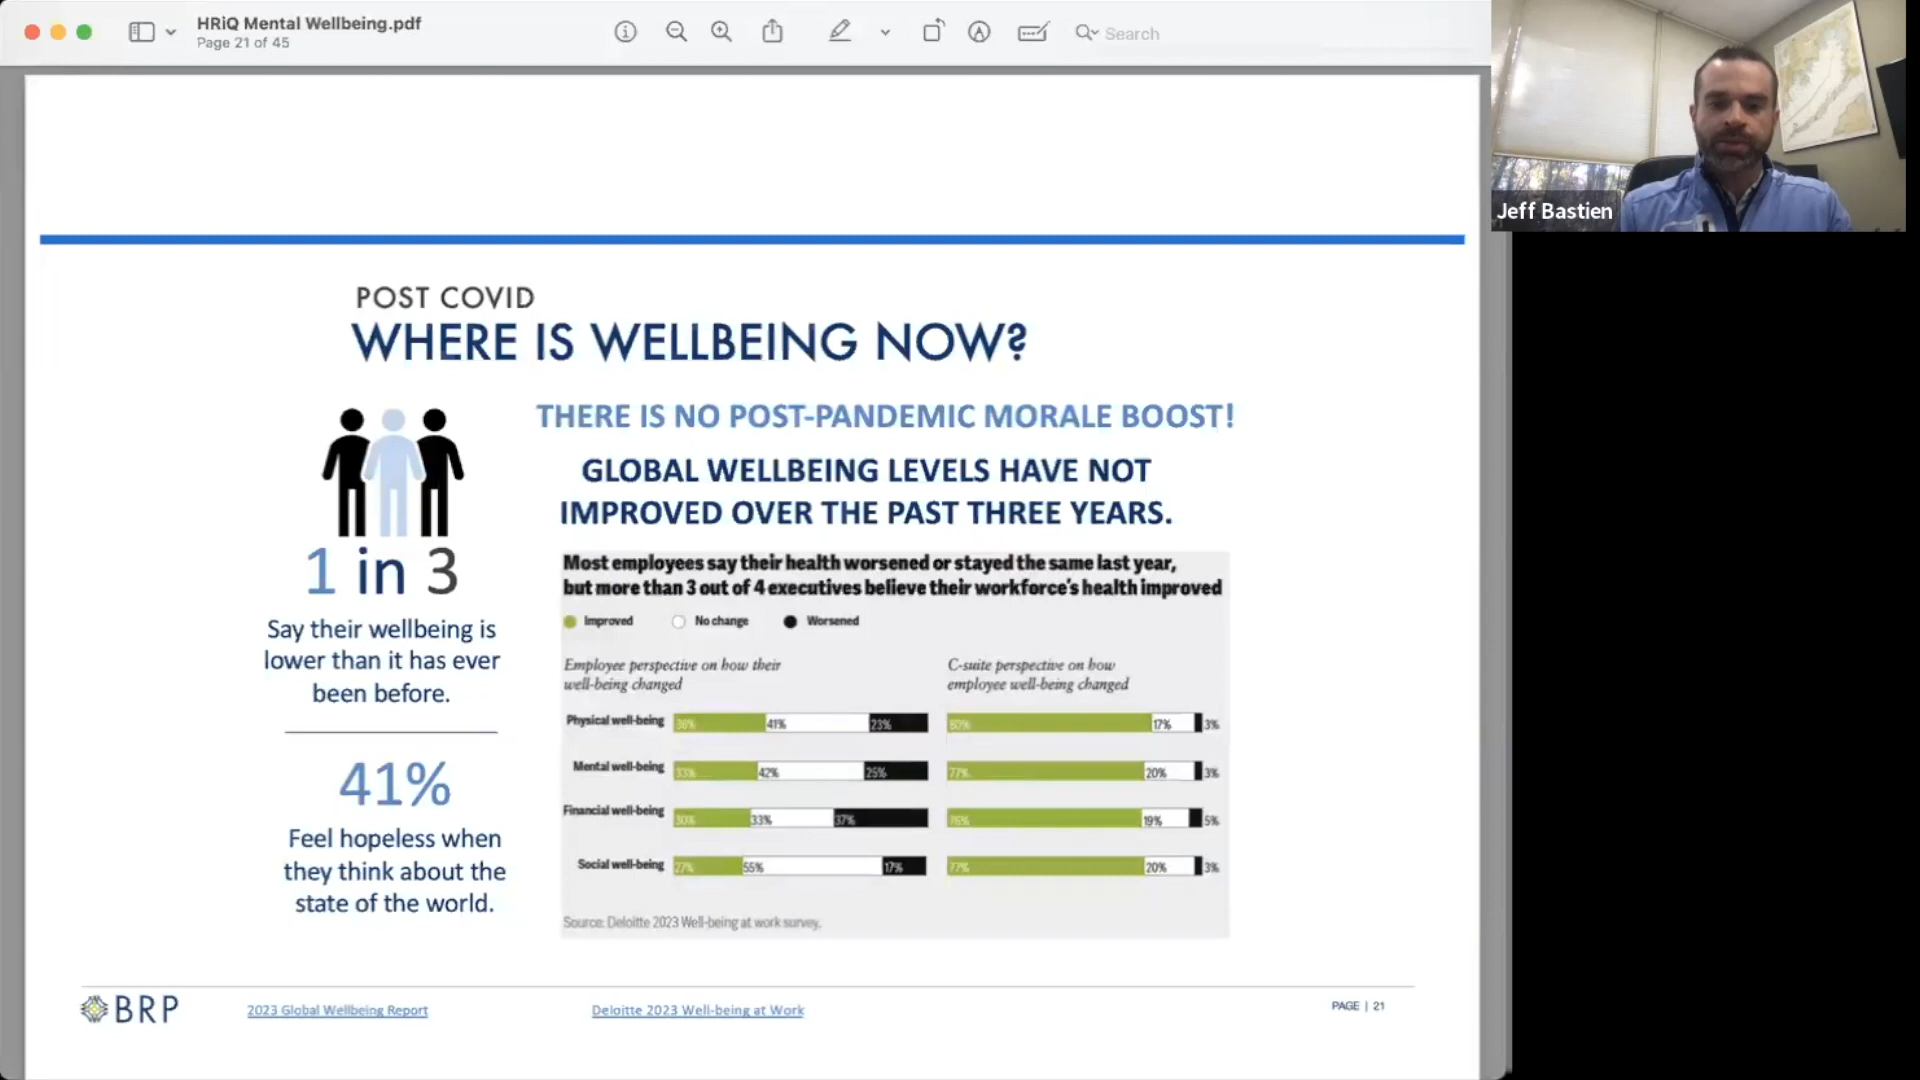 HRiQ Mental Wellbeing.pdf
Page 21 of 45
Search
Jeff Bastien
POST COVID
WHERE IS WELLBEING NOW?
THERE IS NO POST-PANDEMIC MORALE BOOST!
GLOBAL WELLBEING LEVELS HAVE NOT
IMPROVED OVER THE PAST THREE YEARS.
1 in 3
Say their wellbeing is
lower than it has ever
been before.
41%
Feel hopeless when
they think about the
state of the world.
Most employees say their health worsened or stayed the same last year,
but more than 3 out of 4 executives believe their workforce's health improved
Improved No change Worsened
Employee perspective on how their
well-being changed
C-suite perspective on how
employee well-being changed
Physical well-being 36% 41% 23% 80% 17% 3%
Mental well-being 33% 42% 25% 77% 20% 3%
Financial well-being 30% 33% 37% 76% 19% 5%
Social well-being 27% 55% 17% 77% 20% 3%
Source: Deloitte 2023 Well-being at work survey.
BRP
2023 Global Wellbeing Report
Deloitte 2023 Well-being at Work
PAGE | 21